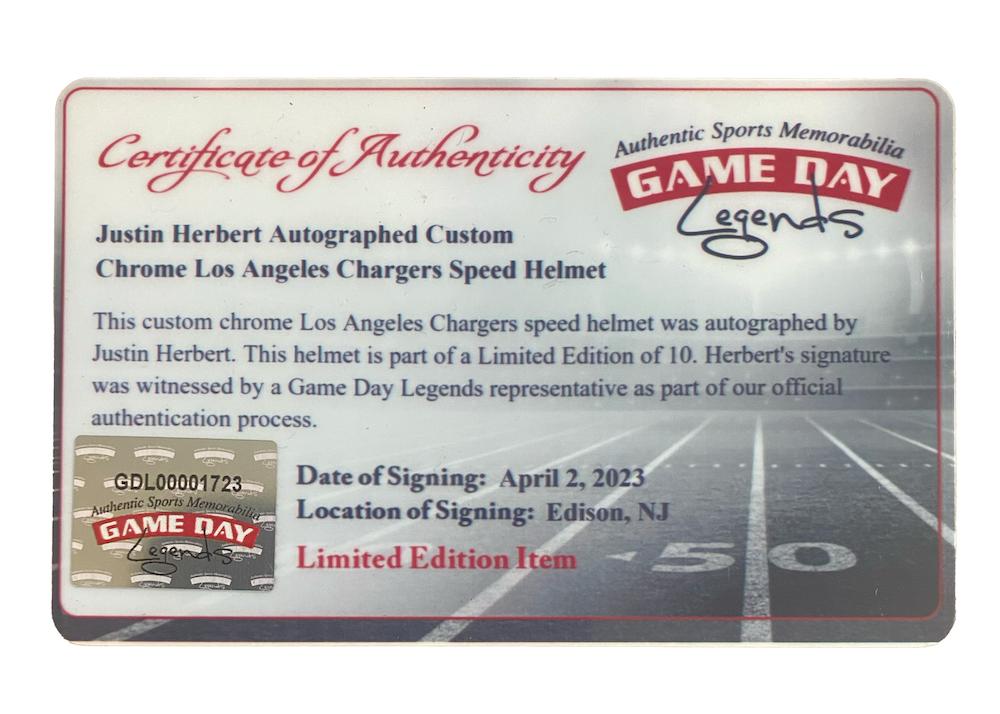 Certificate of Authenticity
Authentic Sports Memorabilia
GAME DAY
Legends
Justin Herbert Autographed Custom
Chrome Los Angeles Chargers Speed Helmet
This custom chrome Los Angeles Chargers speed helmet was autographed by
Justin Herbert. This helmet is part of a Limited Edition of 10. Herbert's signature
was witnessed by a Game Day Legends representative as part of our official
authentication process.
GDL00001723
Authentic Sports Memorabilia
GAME DAY
Legends
Date of Signing: April 2, 2023
Location of Signing: Edison, NJ
Limited Edition Item
50